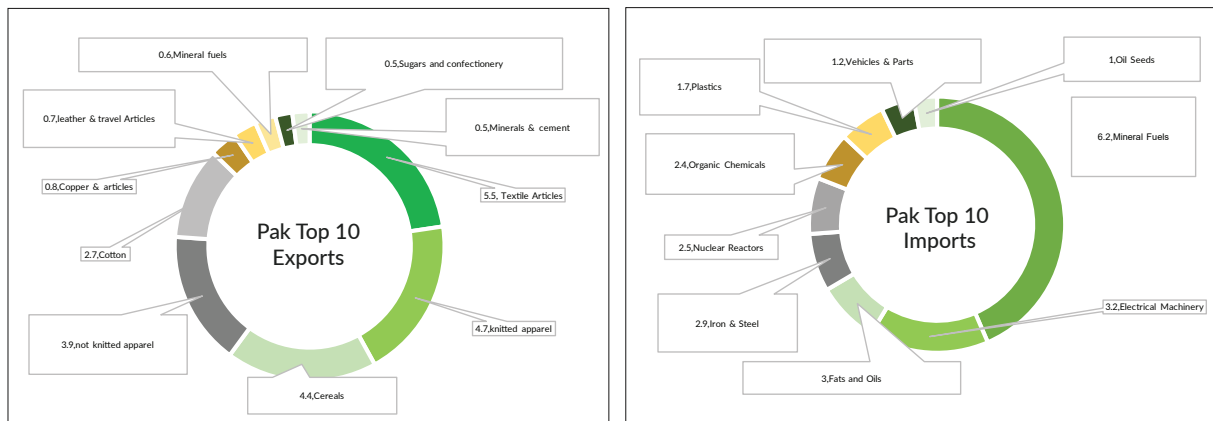 0.6,Mineral fuels
0.5,Sugars and confectionery
0.7,leather & travel Articles
0.5,Minerals & cement
0.8,Copper & articles
5.5, Textile Articles
Pak Top 10
Exports
2.7,Cotton
4.7,knitted apparel
3.9,not knitted apparel
4.4,Cereals
1.2,Vehicles & Parts
1,Oil Seeds
1.7,Plastics
6.2,Mineral Fuels
2.4,Organic Chemicals
Pak Top 10
Imports
2.5,Nuclear Reactors
3.2,Electrical Machinery
2.9,Iron & Steel
3,Fats and Oils